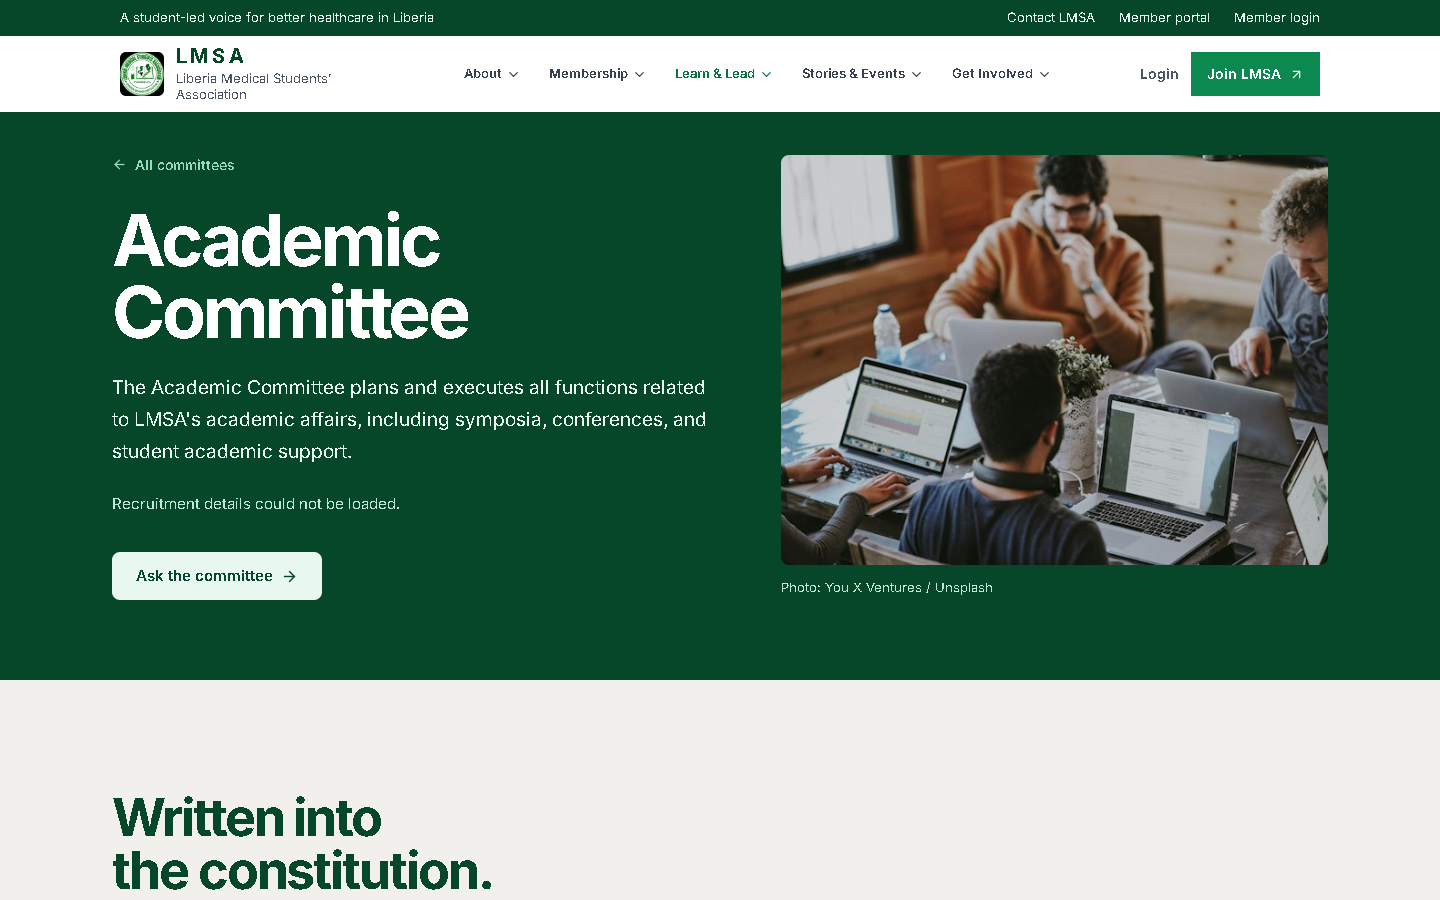 A student-led voice for better healthcare in Liberia
Contact LMSA
Member portal
Member login
LMSA
Liberia Medical Students'
Association
About
Membership
Learn & Lead
Stories & Events
Get Involved
Login
Join LMSA
All committees
Academic
Committee
The Academic Committee plans and executes all functions related
to LMSA's academic affairs, including symposia, conferences, and
student academic support.
Recruitment details could not be loaded.
Ask the committee
Photo: You X Ventures / Unsplash
Written into
the constitution.